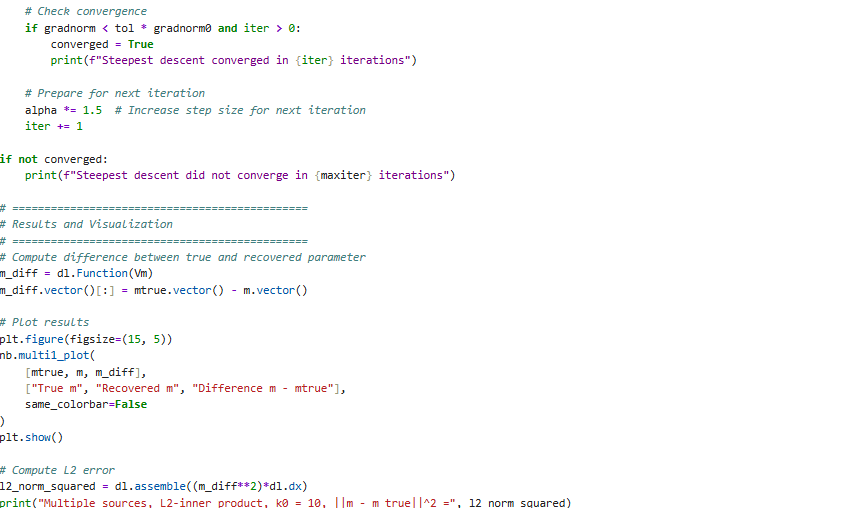 # Check convergence
if gradnorm < tol * gradnorm0 and iter > 0:
converged = True
print(f"Steepest descent converged in {iter} iterations")
# Prepare for next iteration
alpha *= 1.5  # Increase step size for next iteration
iter += 1
if not converged:
print(f"Steepest descent did not converge in {maxiter} iterations")
# ==============================================
# Results and Visualization
# ==============================================
# Compute difference between true and recovered parameter
m_diff = dl.Function(Vm)
m_diff.vector()[:] = mtrue.vector() - m.vector()
# Plot results
plt.figure(figsize=(15, 5))
nb.multi1_plot(
[mtrue, m, m_diff],
["True m", "Recovered m", "Difference m - mtrue"],
same_colorbar=False
)
plt.show()
# Compute L2 error
l2_norm_squared = dl.assemble((m_diff**2)*dl.dx)
print("Multiple sources, L2-inner product, k0 = 10, ||m - m_true||^2 =", l2_norm_squared)